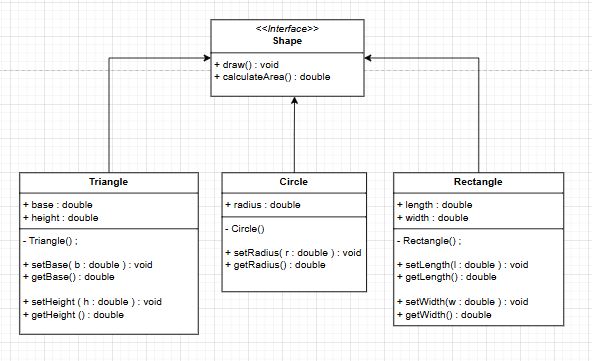 <<Interface>>
Shape
+ draw() : void
+ calculateArea() : double
Triangle
+ base : double
+ height : double
- Triangle() ;
+ setBase( b : double ) : void
+ getBase() : double
+ setHeight ( h : double ) : void
+ getHeight () : double
Circle
+ radius : double
- Circle()
+ setRadius( r : double ) : void
+ getRadius() : double
Rectangle
+ length : double
+ width : double
- Rectangle() ;
+ setLength(l : double ) : void
+ getLength() : double
+ setWidth(w : double ) : void
+ getWidth() : double